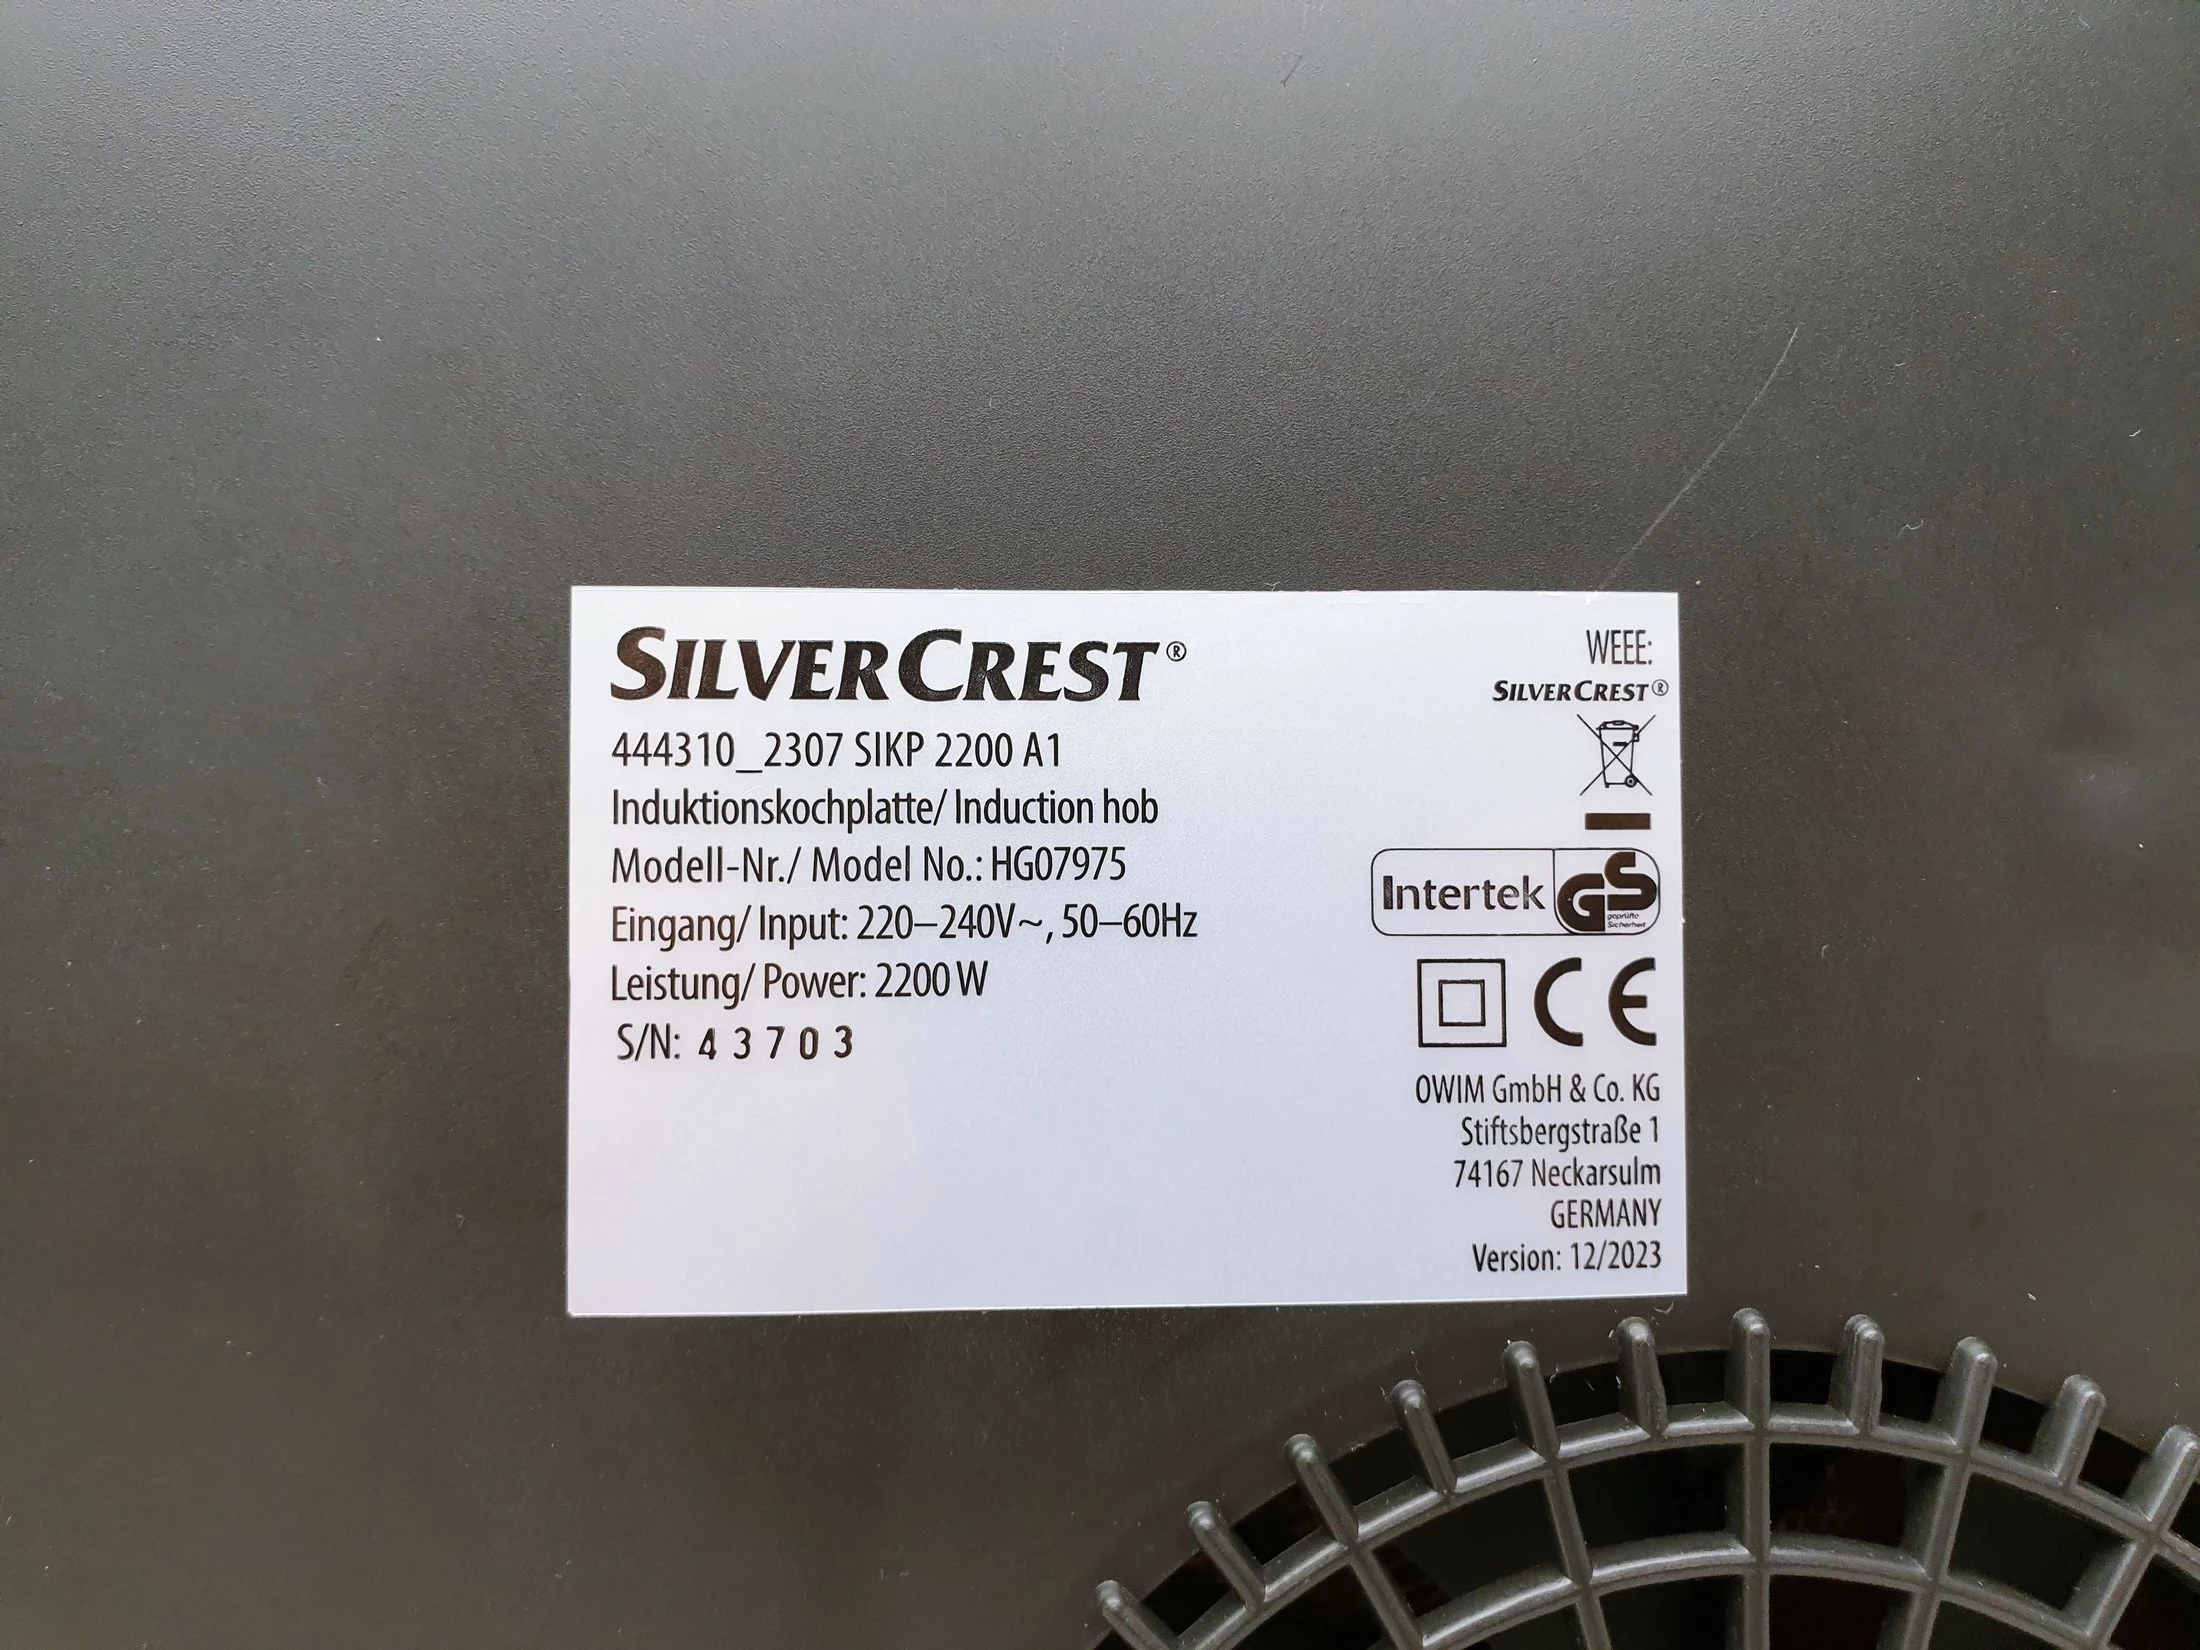 SILVERCREST®
444310_2307 SIKP 2200 A1
Induktionskochplatte/ Induction hob
Modell-Nr./ Model No.: HG07975
Eingang/ Input: 220–240V~, 50–60Hz
Leistung/ Power: 2200 W
S/N: 43703
WEEE:
SILVERCREST®
Intertek GS
geprüfte
Sicherheit
CE
OWIM GmbH & Co. KG
Stiftsbergstraße 1
74167 Neckarsulm
GERMANY
Version: 12/2023